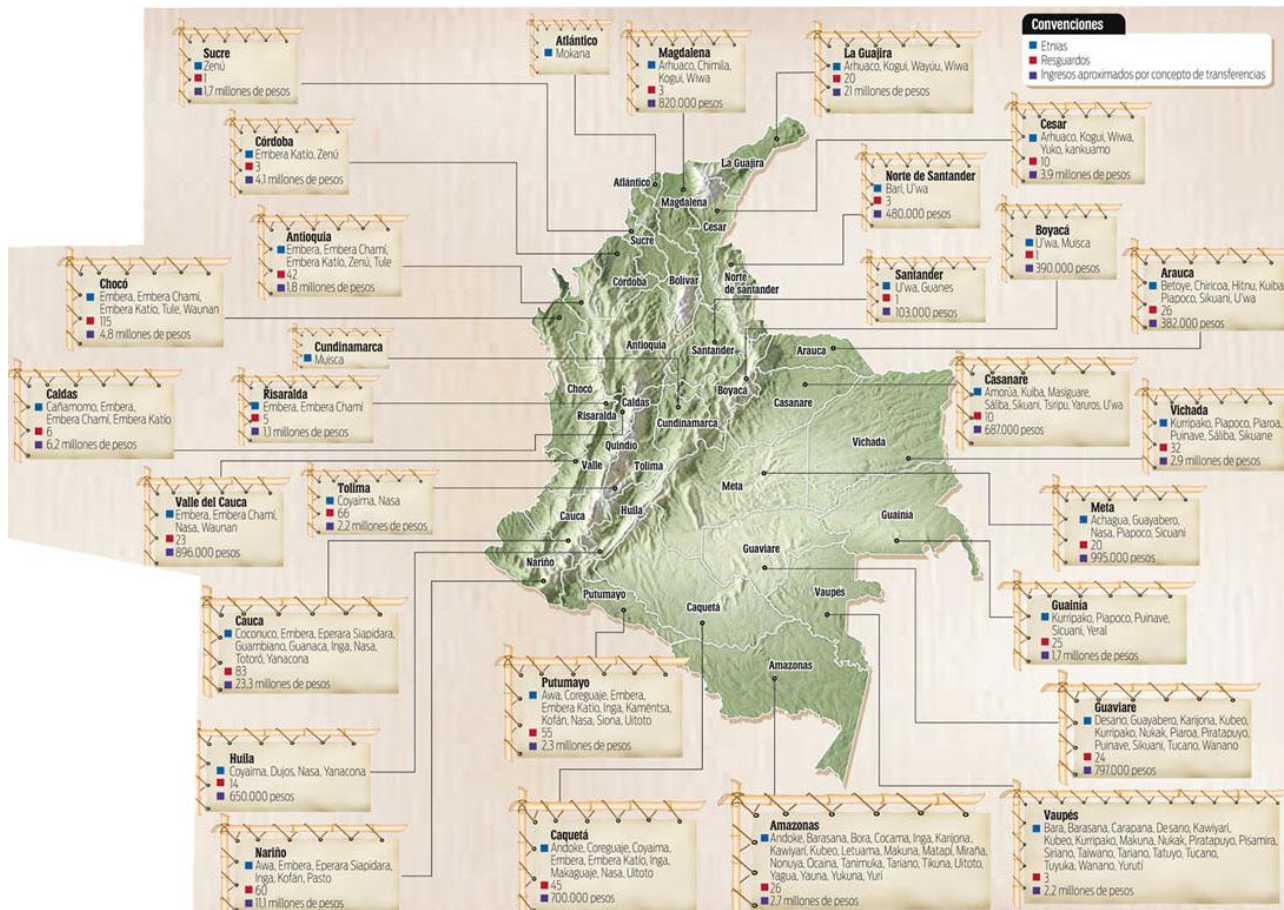 Convenciones
Etnias
Resguardos
Ingresos aproximados por concepto de transferencias
Sucre
Zenú
1
1,7 millones de pesos
Atlántico
Mokana
Magdalena
Arhuaco, Chimila,
Kogui, Wiwa
3
820.000 pesos
La Guajira
Arhuaco, Kogui, Wayúu, Wiwa
20
21 millones de pesos
Córdoba
Embera Katío, Zenú
3
4,1 millones de pesos
Cesar
Arhuaco, Kogui, Wiwa,
Yuko, kankuamo
10
3,9 millones de pesos
Norte de Santander
Barí, U'wa
3
480.000 pesos
Antioquia
Embera, Embera Chamí,
Embera Katío, Zenú, Tule
42
1,8 millones de pesos
Boyacá
U'wa, Muisca
1
390.000 pesos
Chocó
Embera, Embera Chamí,
Embera Katío, Tule, Waunan
115
4,8 millones de pesos
Santander
U'wa, Guanes
1
103.000 pesos
Arauca
Betoye, Chiricoa, Hitnu, Kuiba,
Piapoco, Sikuani, U'wa
26
382.000 pesos
Cundinamarca
Muisca
Caldas
Cañamomo, Embera,
Embera Chamí, Embera Katío
6
6,2 millones de pesos
Risaralda
Embera, Embera Chamí
5
1,1 millones de pesos
Casanare
Amorúa, Kuiba, Masiguare,
Sáliba, Sikuani, Tsiripu, Yaruros, U'wa
10
687.000 pesos
Vichada
Kurripako, Piapoco, Piaroa,
Puinave, Sáliba, Sikuane
32
2,9 millones de pesos
Valle del Cauca
Embera, Embera Chamí,
Nasa, Waunan
23
896.000 pesos
Tolima
Coyaima, Nasa
66
2,2 millones de pesos
Meta
Achagua, Guayabero,
Nasa, Piapoco, Sicuani
20
995.000 pesos
Cauca
Coconuco, Embera, Eperara Siapidara,
Guambiano, Guanaca, Inga, Nasa,
Totoró, Yanacona
83
23,3 millones de pesos
Guainía
Kurripako, Piapoco, Puinave,
Sicuani, Yeral
25
1,7 millones de pesos
Putumayo
Awa, Coreguaje, Embera,
Embera Katío, Inga, Kamëntsa,
Kofán, Nasa, Siona, Uitoto
55
2,3 millones de pesos
Guaviare
Desano, Guayabero, Karijona, Kubeo,
Kurripako, Nukak, Piaroa, Piratapuyo,
Puinave, Sikuani, Tucano, Wanano
24
797.000 pesos
Huila
Coyaima, Dujos, Nasa, Yanacona
14
650.000 pesos
Nariño
Awa, Embera, Eperara Siapidara,
Inga, Kofán, Pasto
60
11,1 millones de pesos
Caquetá
Andoke, Coreguaje, Coyaima,
Embera, Embera Katío, Inga,
Makaguaje, Nasa, Uitoto
45
700.000 pesos
Amazonas
Andoke, Barasana, Bora, Cocama, Inga, Karijona,
Kawiyarí, Kubeo, Letuama, Makuna, Matapí, Miraña,
Nonuya, Ocaina, Tanimuka, Tariano, Tikuna, Uitoto,
Yagua, Yauna, Yukuna, Yuri
26
2,7 millones de pesos
Vaupés
Bara, Barasana, Carapana, Desano, Kawiyarí,
Kubeo, Kurripako, Makuna, Nukak, Piratapuyo, Pisamira,
Siriano, Taiwano, Tariano, Tatuyo, Tucano,
Tuyuka, Wanano, Yurutí
3
2,2 millones de pesos
La Guajira
Atlántico
Magdalena
Cesar
Sucre
Córdoba
Bolívar
Norte
de santander
Antioquia
Santander
Arauca
Chocó
Caldas
Boyacá
Casanare
Risaralda
Cundinamarca
Quindío
Vichada
Valle
Tolima
Meta
Cauca
Huila
Guainía
Guaviare
Nariño
Putumayo
Caquetá
Vaupés
Amazonas